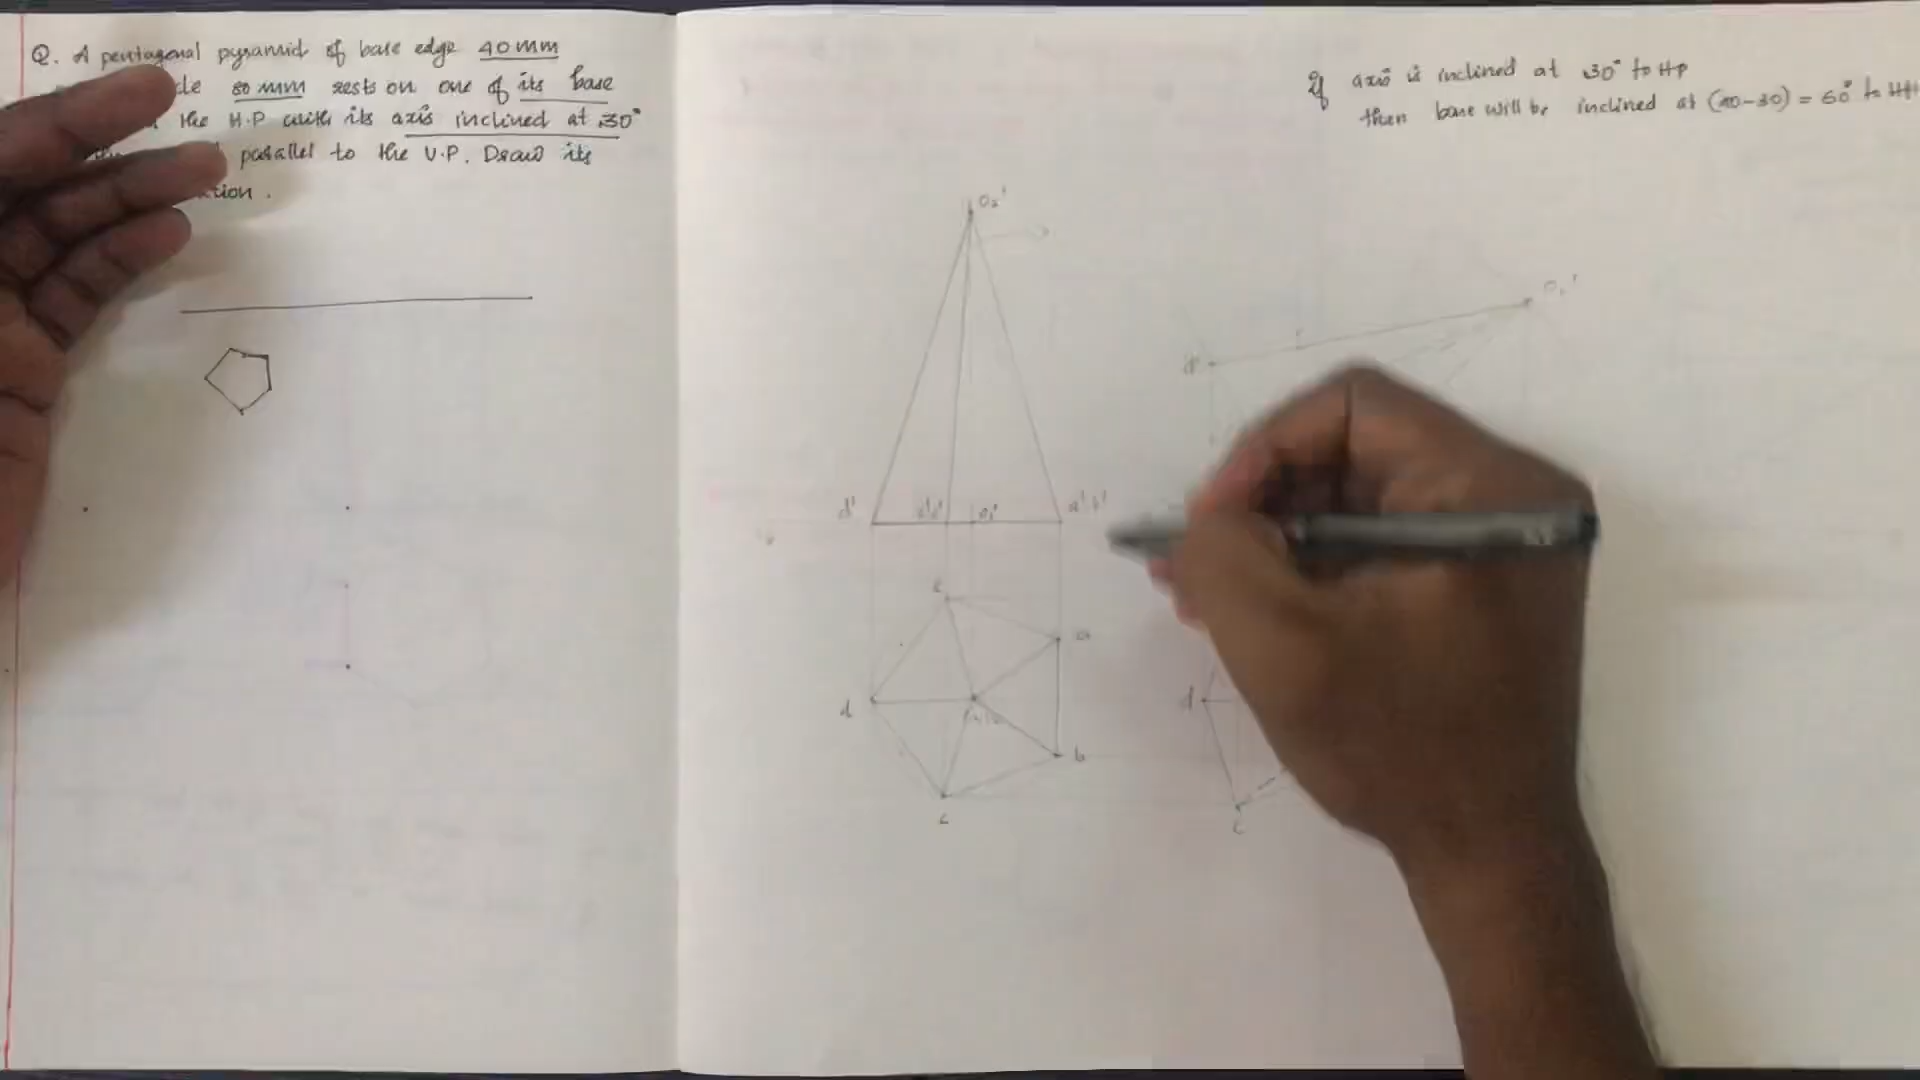 Q. A pentagonal pyramid of base edge 40mm
80 mm rests on one of its base
the H.P with its axis inclined at 30°
parallel to the V.P. Draw its
If axis is inclined at 30° to HP
then base will be inclined at (90-30) = 60° to
o2'
o1'
d'
d'
o1'
a'b'
e
a
d
d
b
c
c